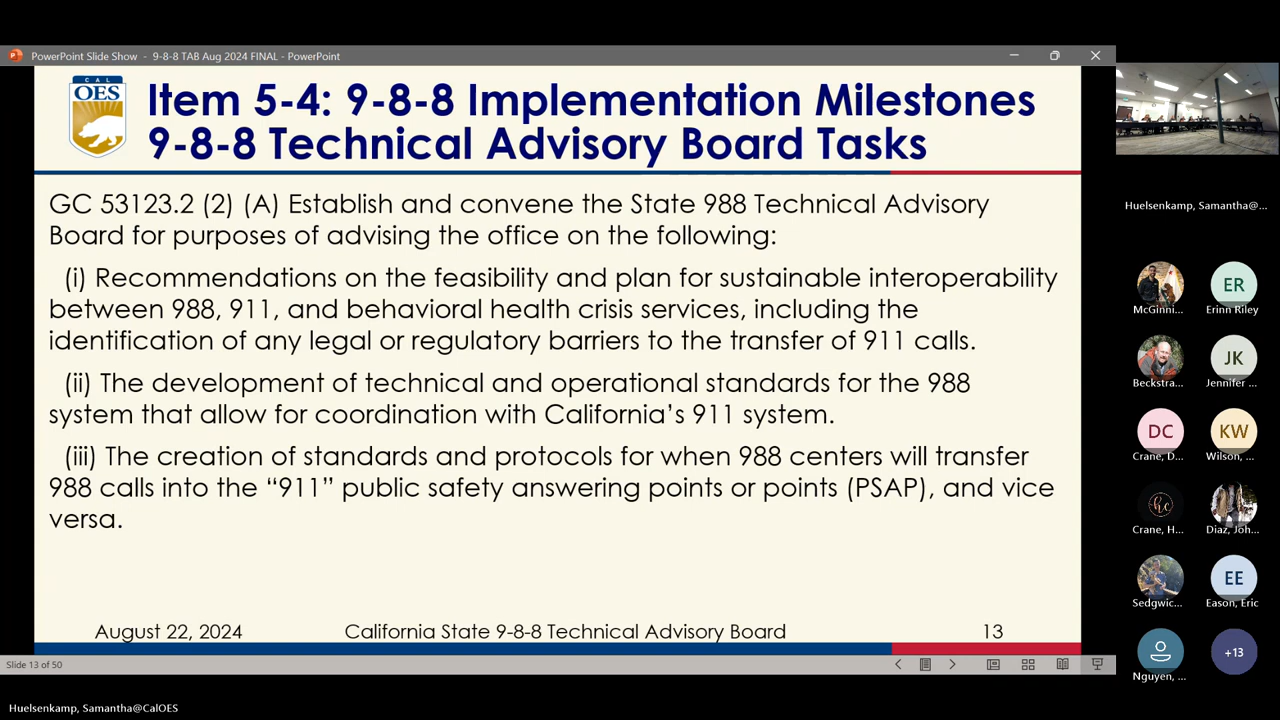 PowerPoint Slide Show - 9-8-8 TAB Aug 2024 FINAL - PowerPoint
CAL
OES
Item 5-4: 9-8-8 Implementation Milestones
9-8-8 Technical Advisory Board Tasks
GC 53123.2 (2) (A) Establish and convene the State 988 Technical Advisory
Board for purposes of advising the office on the following:
(i) Recommendations on the feasibility and plan for sustainable interoperability
between 988, 911, and behavioral health crisis services, including the
identification of any legal or regulatory barriers to the transfer of 911 calls.
(ii) The development of technical and operational standards for the 988
system that allow for coordination with California’s 911 system.
(iii) The creation of standards and protocols for when 988 centers will transfer
988 calls into the “911” public safety answering points or points (PSAP), and vice
versa.
August 22, 2024 California State 9-8-8 Technical Advisory Board 13
Slide 13 of 50
Huelsenkamp, Samantha@CalOES
Huelsenkamp, Samantha@...
ER
McGinni... Erinn Riley
JK
Beckstra... Jennifer ...
DC KW
Crane, D... Wilson, ...
hc
Crane, H... Diaz, Joh...
EE
Sedgwic... Eason, Eric
+13
Nguyen, ...